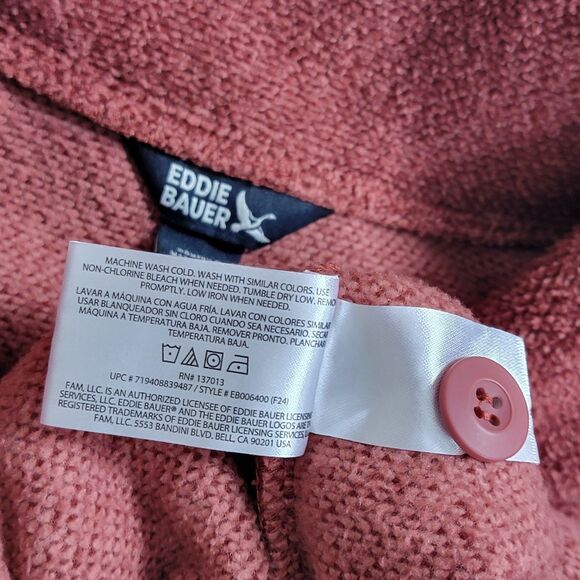 EDDIE
BAUER
MACHINE WASH COLD. WASH WITH SIMILAR COLORS. USE
NON-CHLORINE BLEACH WHEN NEEDED. TUMBLE DRY LOW. REMO
PROMPTLY. LOW IRON WHEN NEEDED.
LAVAR A MÁQUINA CON AGUA FRÍA. LAVAR CON COLORES SIMILA
USAR BLANQUEADOR SIN CLORO CUANDO SEA NECESARIO. SECAR
MÁQUINA A TEMPERATURA BAJA. REMOVER PRONTO. PLANCHAR
TEMPERATURA BAJA.
RN# 137013
UPC # 719408839487 / STYLE # EB006400 (F24)
FAM, LLC. IS AN AUTHORIZED LICENSEE OF EDDIE BAUER LICENSING
SERVICES, LLC. EDDIE BAUER® AND THE EDDIE BAUER LOGOS ARE TH
REGISTERED TRADEMARKS OF EDDIE BAUER LICENSING SERVICES, LLC.
FAM, LLC. 5553 BANDINI BLVD. BELL, CA 90201 USA